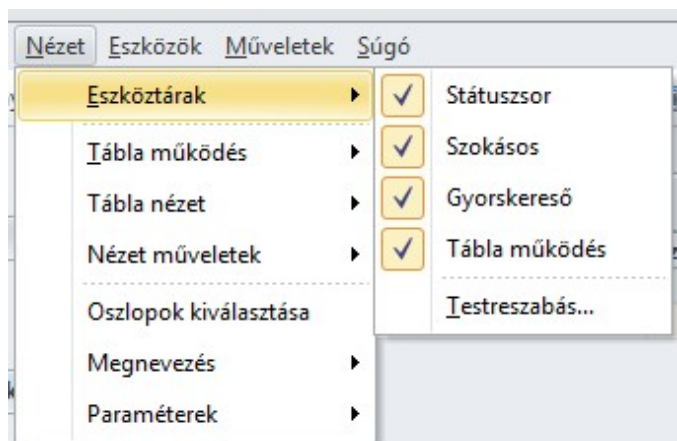 Nézet Eszközök Műveletek Súgó
Eszköztárak
Tábla működés
Tábla nézet
Nézet műveletek
Oszlopok kiválasztása
Megnevezés
Paraméterek
Státuszsor
Szokásos
Gyorskereső
Tábla működés
Testreszabás...